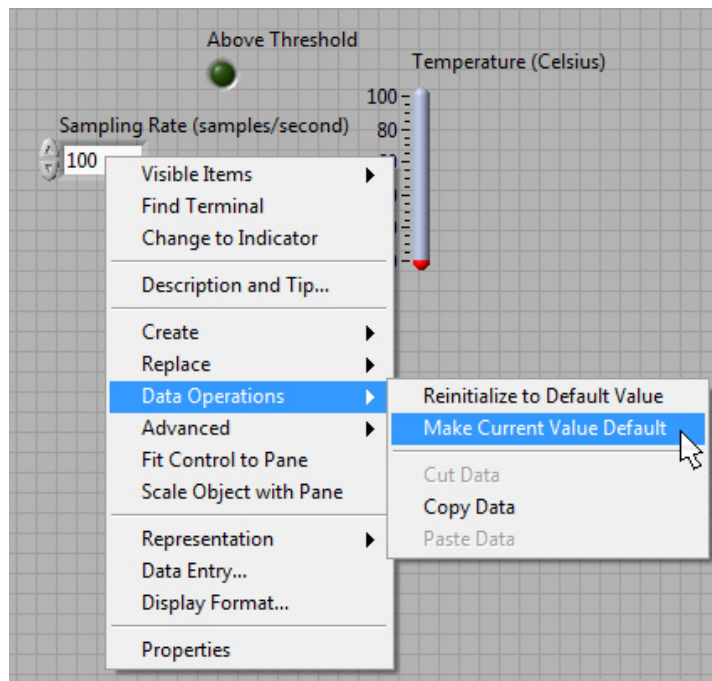 Above Threshold
Temperature (Celsius)
100
Sampling Rate (samples/second)
80
100
Visible Items
Find Terminal
Change to Indicator
Description and Tip...
Create
Replace
Data Operations
Reinitialize to Default Value
Advanced
Make Current Value Default
Fit Control to Pane
Cut Data
Scale Object with Pane
Copy Data
Representation
Paste Data
Data Entry...
Display Format...
Properties